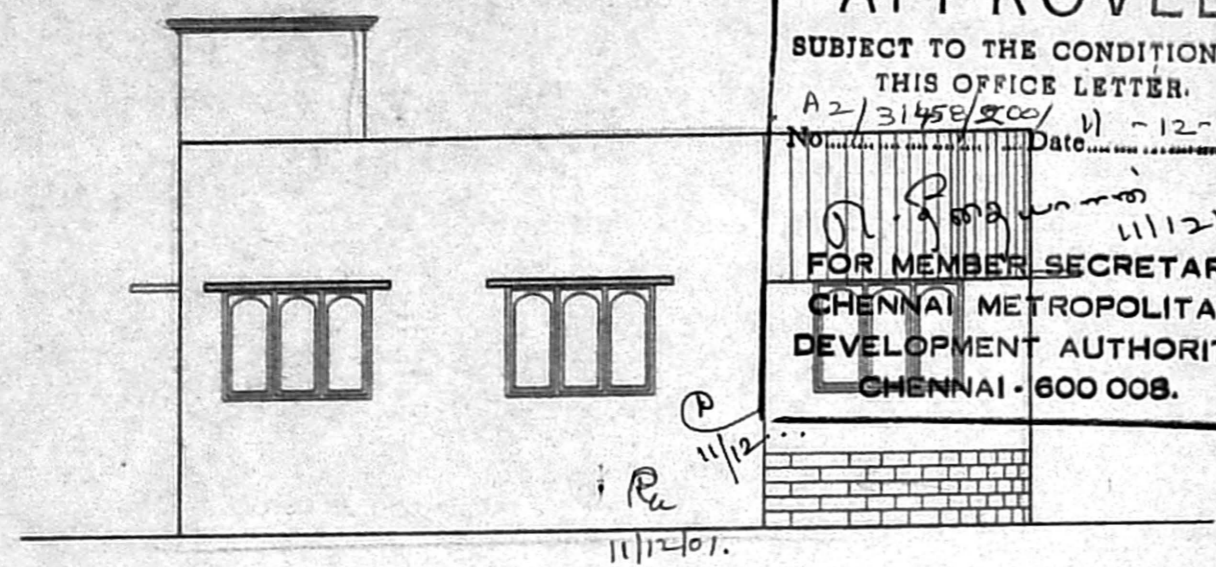 APPROVED
SUBJECT TO THE CONDITION
THIS OFFICE LETTER.
A2/31458/2001 11-12-
No.................... Date................
11/12
FOR MEMBER SECRETAR
CHENNAI METROPOLITA
DEVELOPMENT AUTHORIT
CHENNAI - 600 008.
11/12
11/12/01.